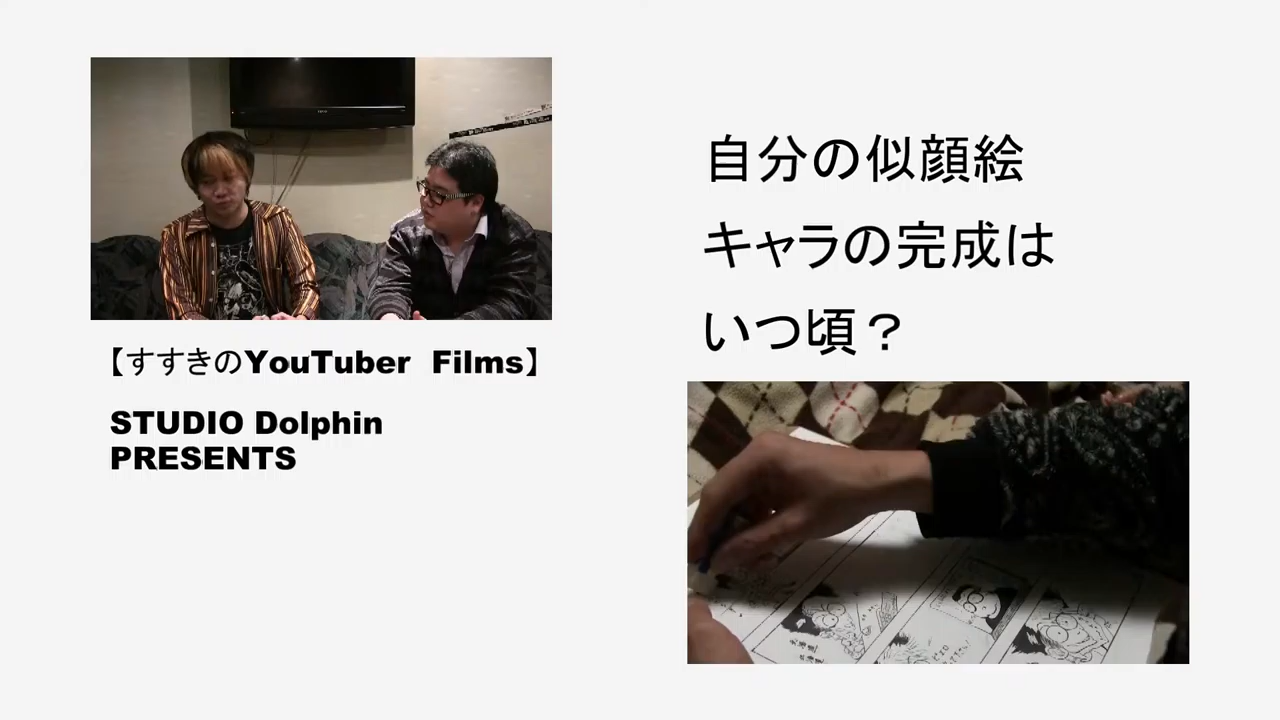 【すすきのYouTuber Films】
STUDIO Dolphin
PRESENTS
自分の似顔絵
キャラの完成は
いつ頃？